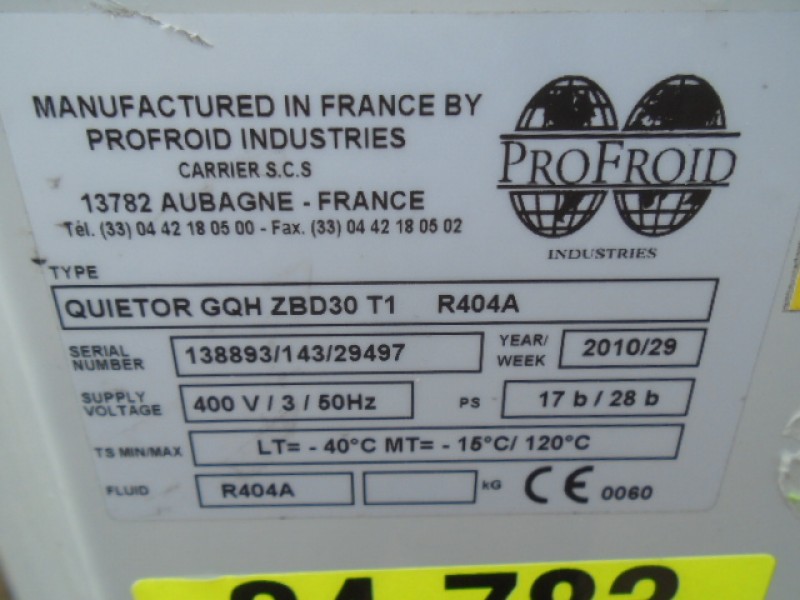 MANUFACTURED IN FRANCE BY
PROFROID INDUSTRIES
CARRIER S.C.S
13782 AUBAGNE - FRANCE
Tél. (33) 04 42 18 05 00 - Fax. (33) 04 42 18 05 02
PROFROID
INDUSTRIES
TYPE
QUIETOR GQH ZBD30 T1 R404A
SERIAL NUMBER 138893/143/29497 YEAR/ WEEK 2010/29
SUPPLY VOLTAGE 400 V / 3 / 50Hz PS 17 b / 28 b
TS MIN/MAX LT= - 40°C MT= - 15°C/ 120°C
FLUID R404A kG CE 0060